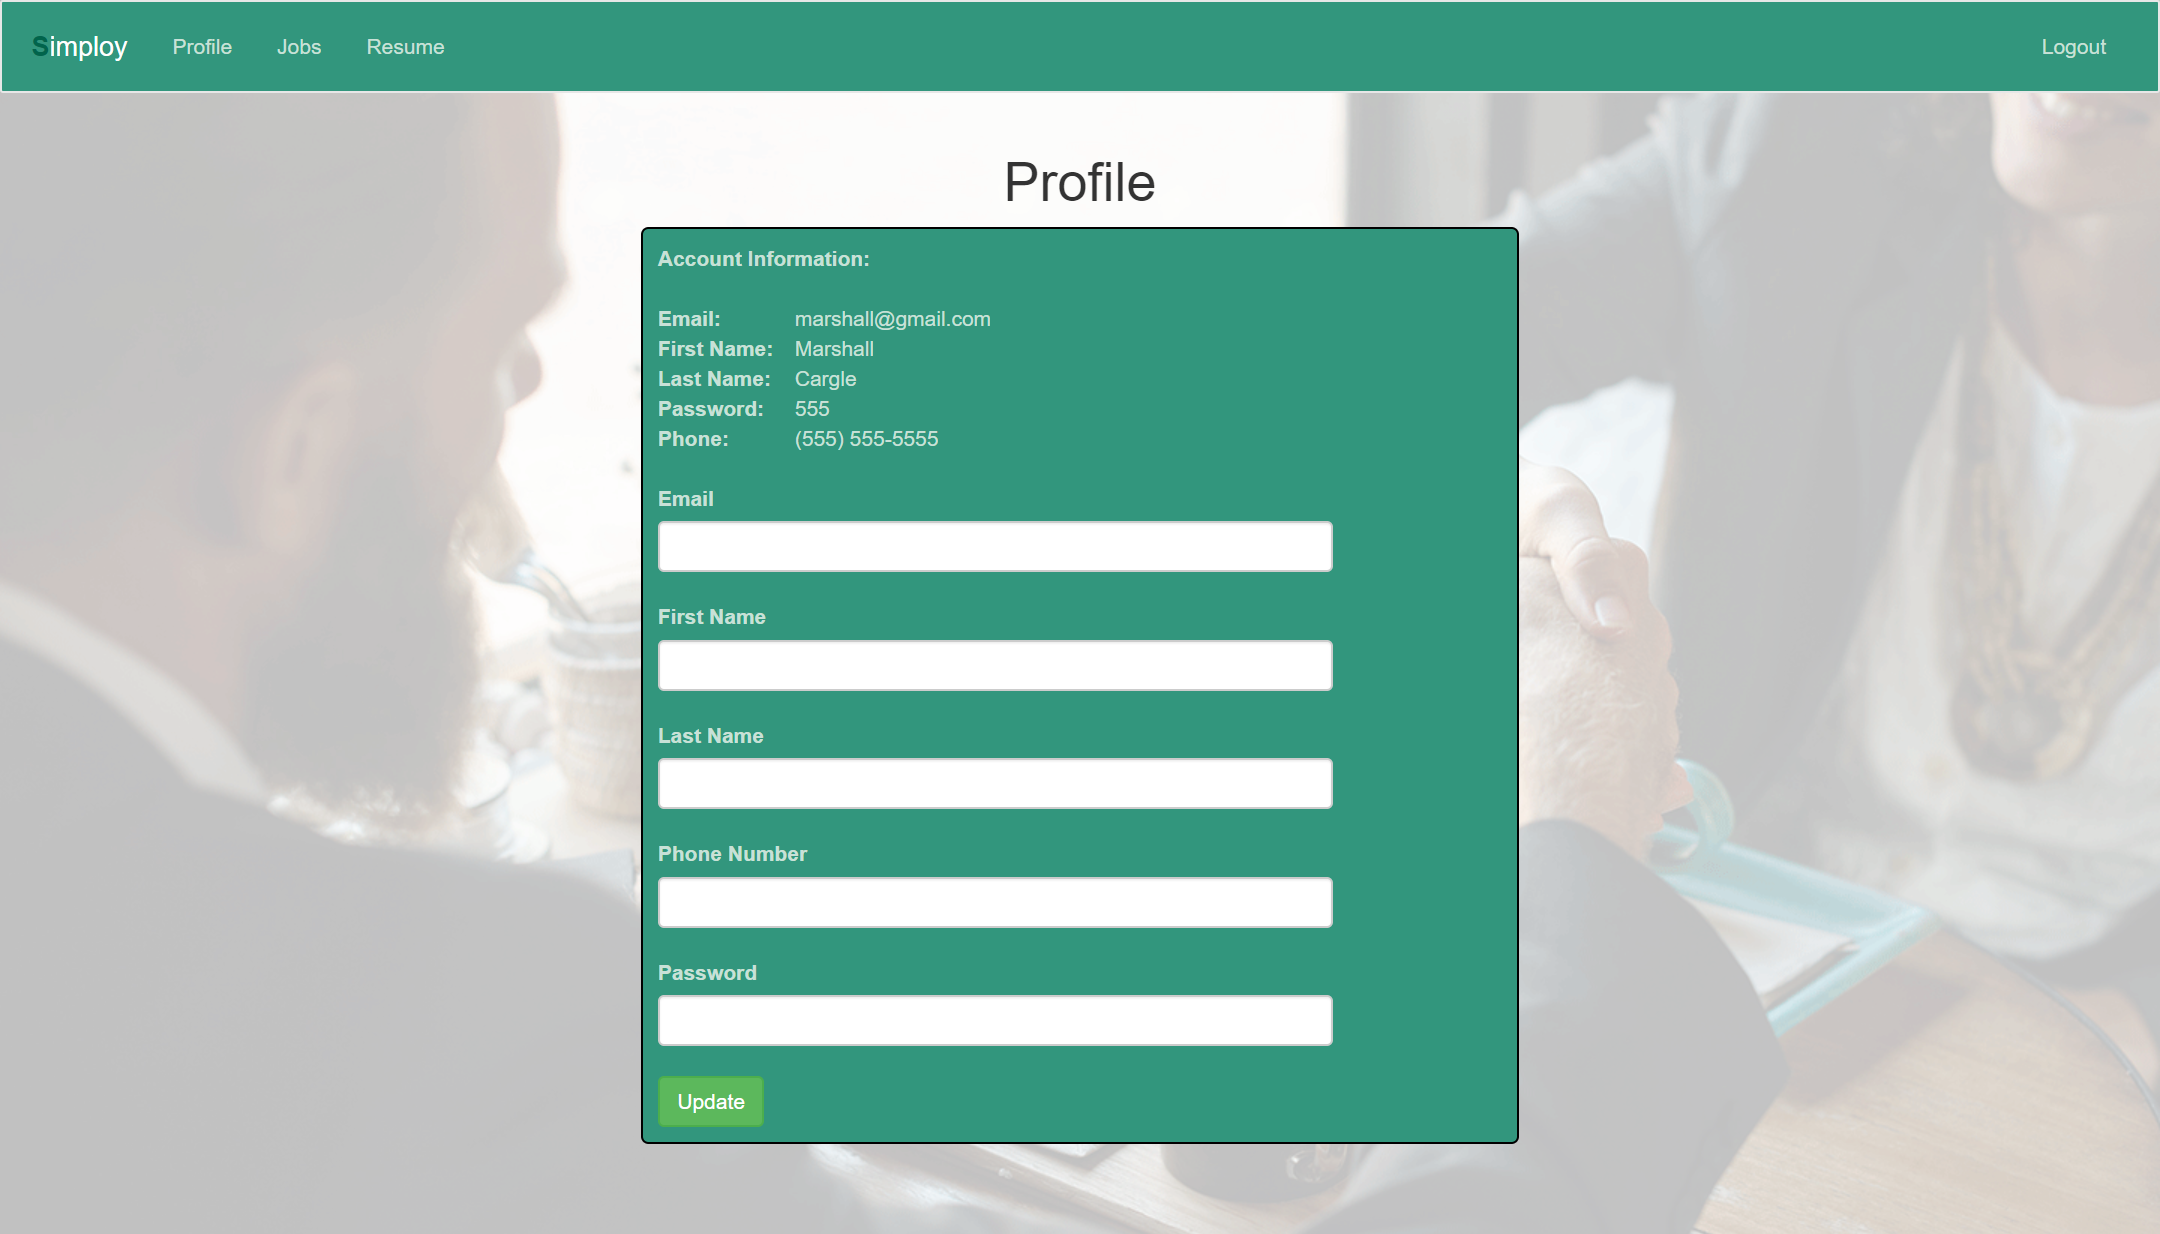 Simploy Profile Jobs Resume Logout
Profile
Account Information:
Email: marshall@gmail.com
First Name: Marshall
Last Name: Cargle
Password: 555
Phone: (555) 555-5555
Email
First Name
Last Name
Phone Number
Password
Update